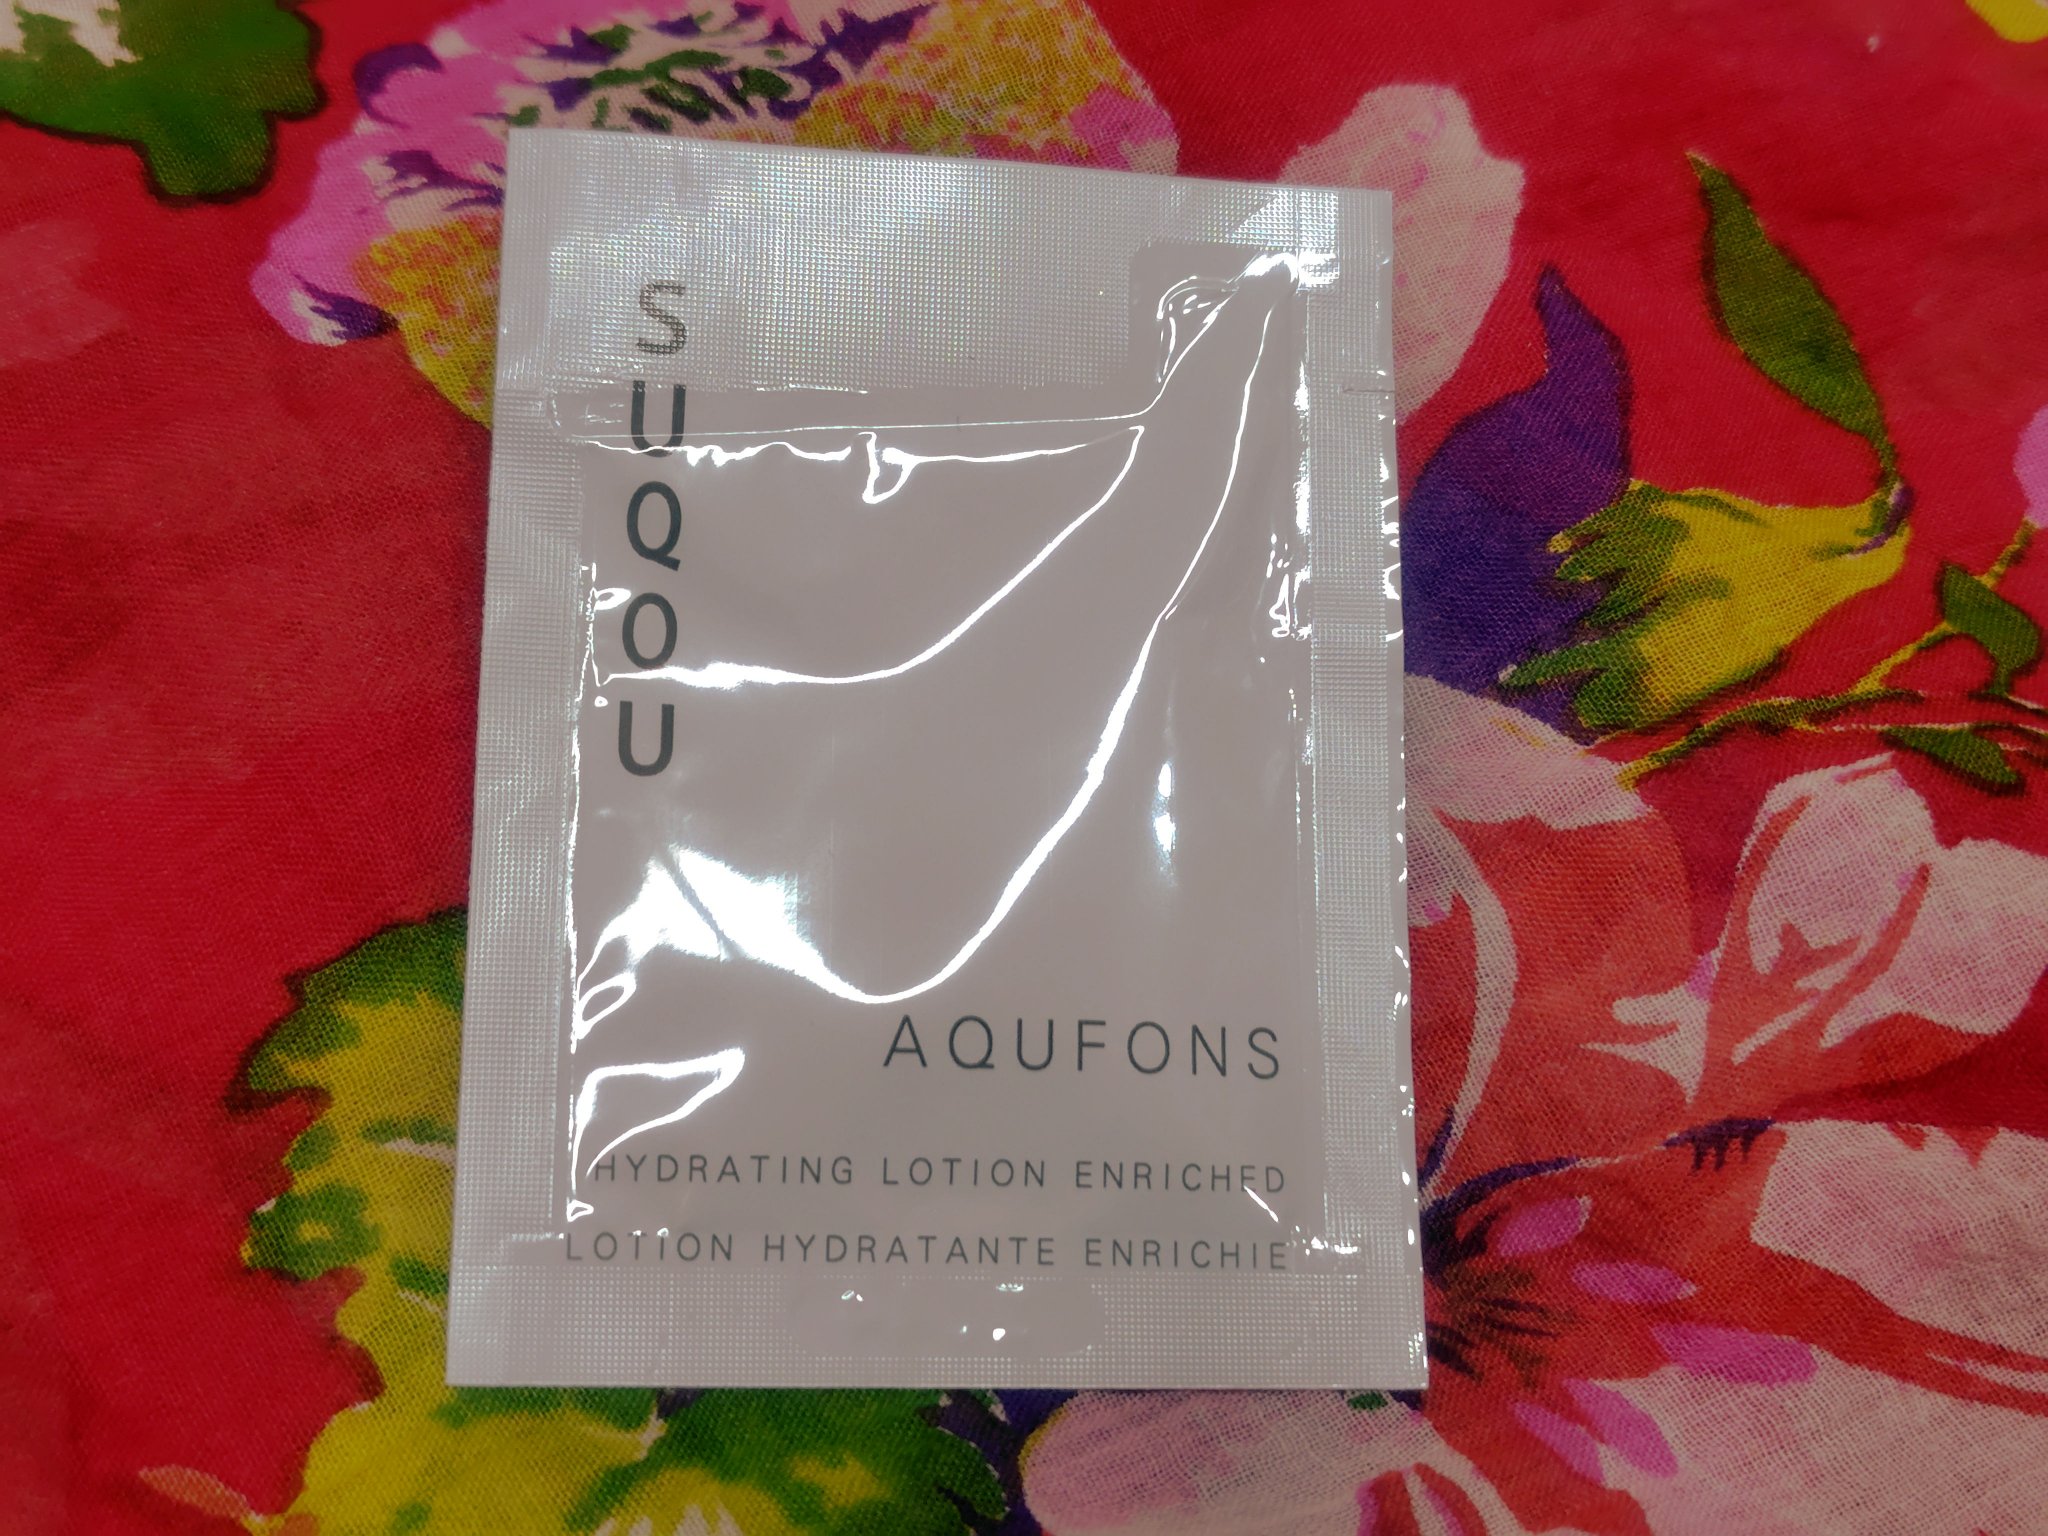 SUQQU
AQUFONS
HYDRATING LOTION ENRICHED
LOTION HYDRATANTE ENRICHIE